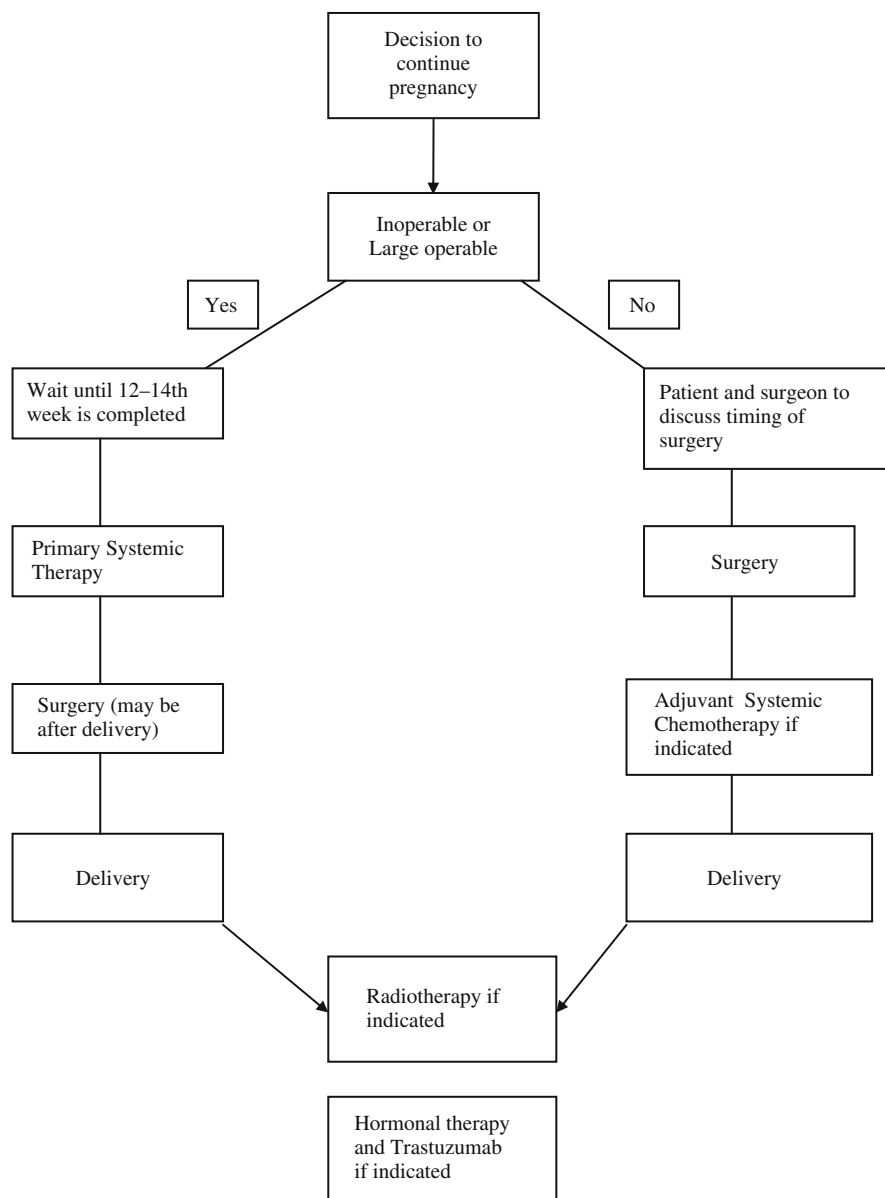 Decision to
continue
pregnancy
Inoperable or
Large operable
Yes
No
Wait until 12–14th
week is completed
Patient and surgeon to
discuss timing of
surgery
Primary Systemic
Therapy
Surgery
Surgery (may be
after delivery)
Adjuvant Systemic
Chemotherapy if
indicated
Delivery
Delivery
Radiotherapy if
indicated
Hormonal therapy
and Trastuzumab
if indicated